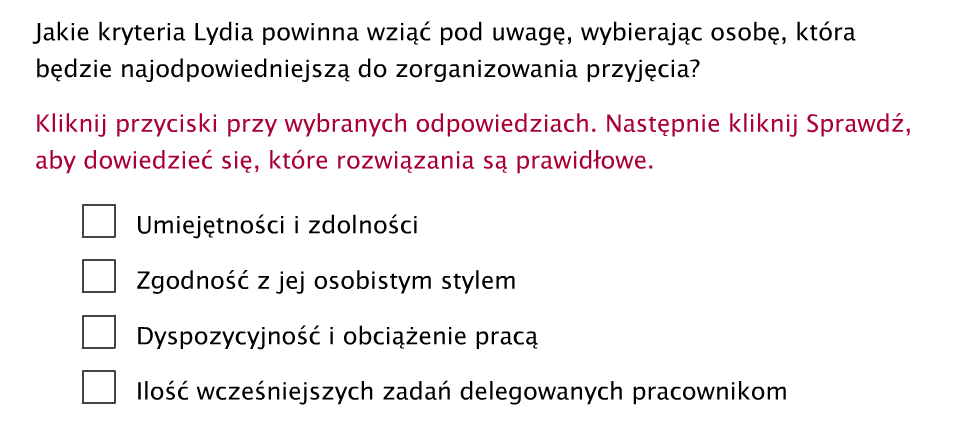 Jakie kryteria Lydia powinna wziąć pod uwagę, wybierając osobę, która
będzie najodpowiedniejszą do zorganizowania przyjęcia?
Kliknij przyciski przy wybranych odpowiedziach. Następnie kliknij Sprawdź,
aby dowiedzieć się, które rozwiązania są prawidłowe.
Umiejętności i zdolności
Zgodność z jej osobistym stylem
Dyspozycyjność i obciążenie pracą
Ilość wcześniejszych zadań delegowanych pracownikom